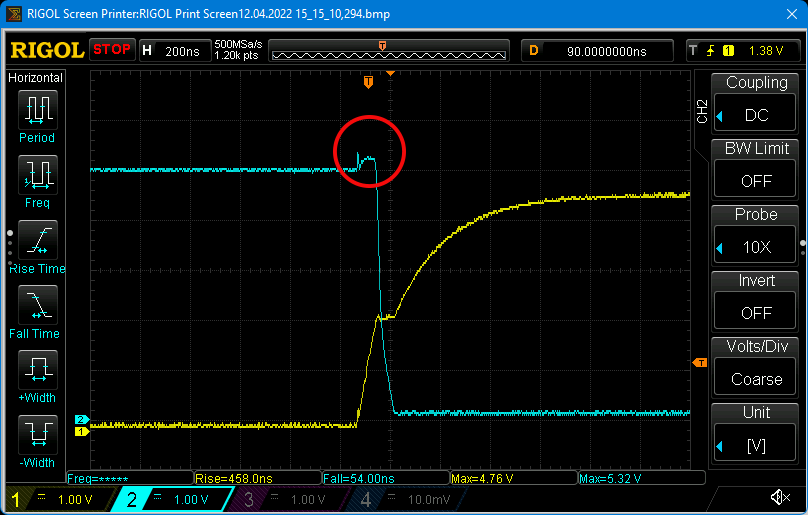 RIGOL Screen Printer:RIGOL Print Screen12.04.2022 15_15_10,294.bmp
RIGOL STOP H 200ns 500MSa/s 1.20k pts T D 90.0000000ns T 1 1.38 V
Horizontal
Period
Freq
Rise Time
Fall Time
+Width
-Width
T
2
1
T
CH2
Coupling
DC
BW Limit
OFF
Probe
10X
Invert
OFF
Volts/Div
Coarse
Unit
[V]
Freq=***** Rise=458.0ns Fall=54.00ns Max=4.76 V Max=5.32 V
1 1.00 V 2 1.00 V 3 1.00 V 4 10.0mV